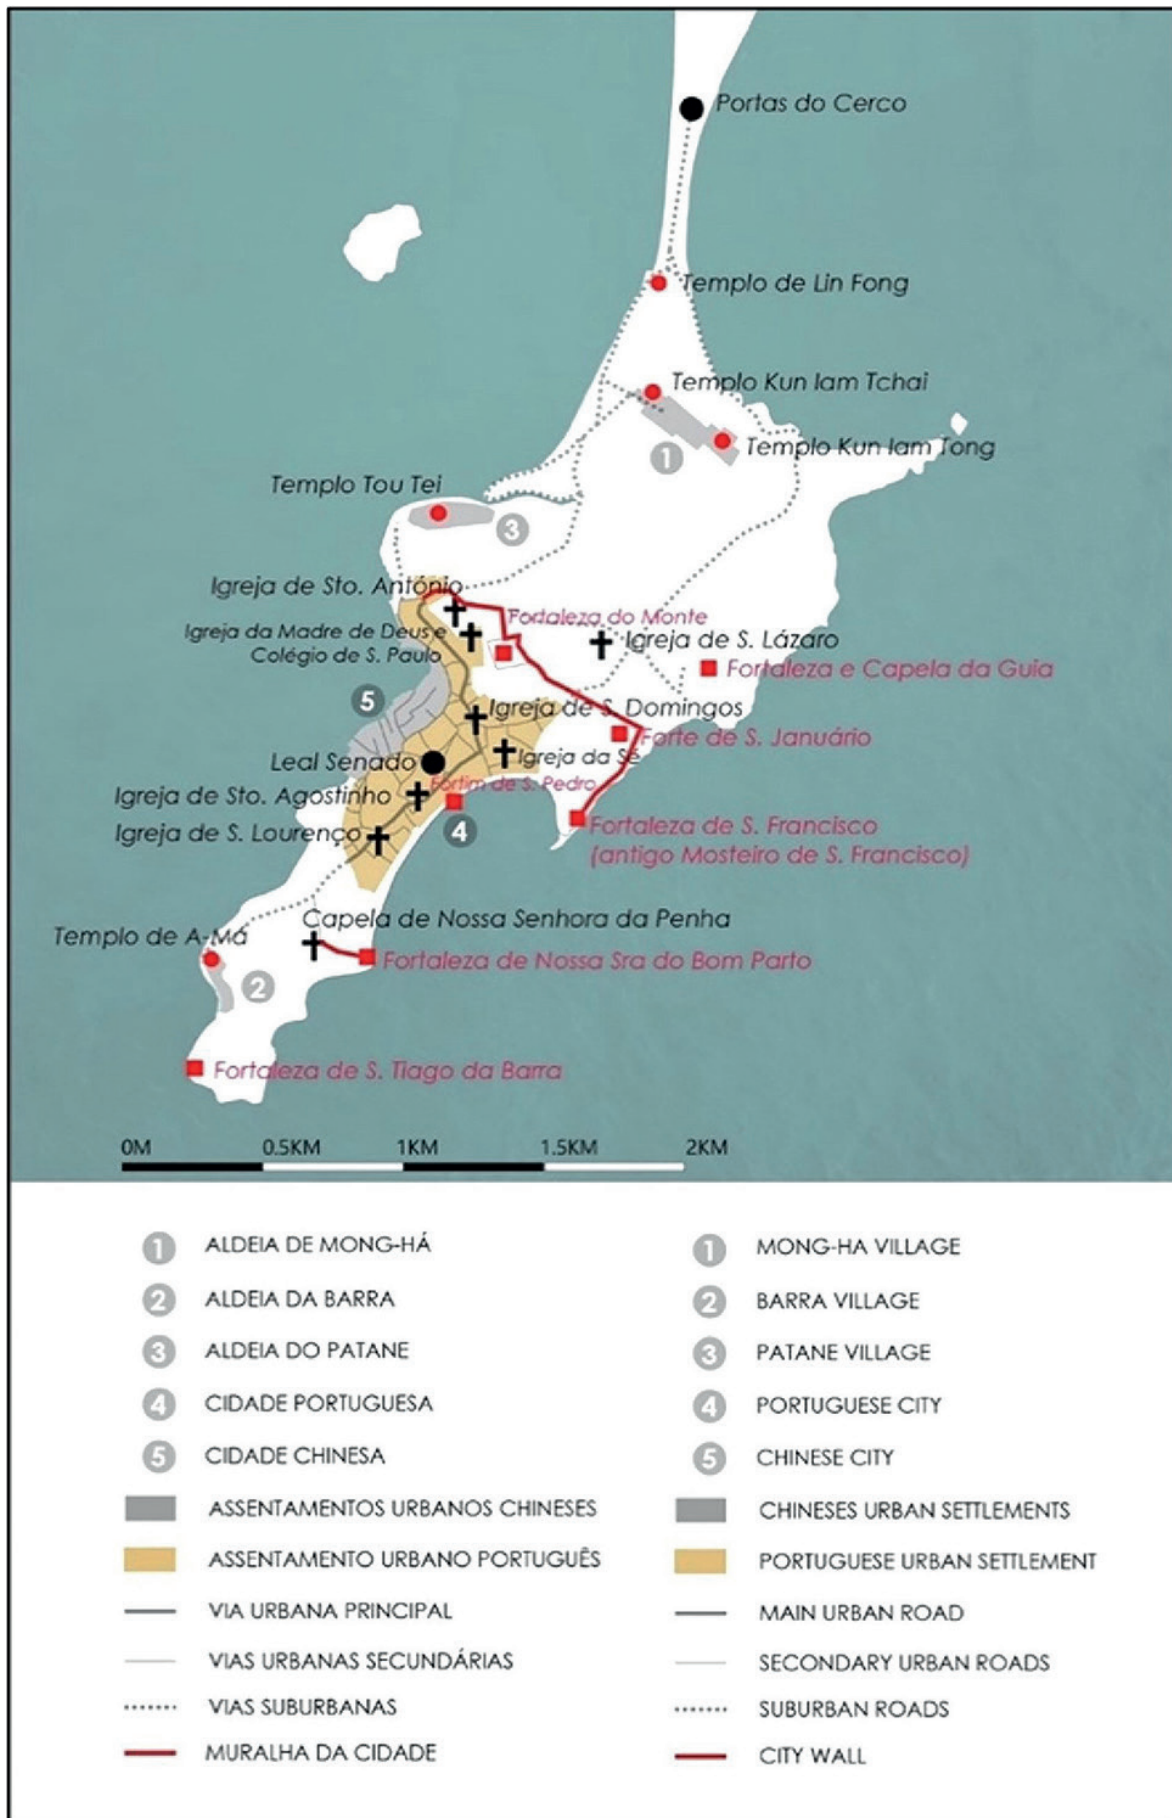 Portas do Cerco
Templo de Lin Fong
Templo Kun Iam Tchai
1
Templo Kun Iam Tong
Templo Tou Tei
3
Igreja de Sto. António
Fortaleza do Monte
Igreja da Madre de Deus e
Colégio de S. Paulo
Igreja de S. Lázaro
Fortaleza e Capela da Guia
5
Igreja de S. Domingos
Forte de S. Januário
Leal Senado
Igreja da Sé
Fortim de S. Pedro
Igreja de Sto. Agostinho
4
Igreja de S. Lourenço
Fortaleza de S. Francisco
(antigo Mosteiro de S. Francisco)
Capela de Nossa Senhora da Penha
Templo de A-Má
Fortaleza de Nossa Sra do Bom Parto
2
Fortaleza de S. Tiago da Barra
0M 0.5KM 1KM 1.5KM 2KM
1 ALDEIA DE MONG-HÁ
2 ALDEIA DA BARRA
3 ALDEIA DO PATANE
4 CIDADE PORTUGUESA
5 CIDADE CHINESA
ASSENTAMENTOS URBANOS CHINESES
ASSENTAMENTO URBANO PORTUGUÊS
VIA URBANA PRINCIPAL
VIAS URBANAS SECUNDÁRIAS
VIAS SUBURBANAS
MURALHA DA CIDADE
1 MONG-HA VILLAGE
2 BARRA VILLAGE
3 PATANE VILLAGE
4 PORTUGUESE CITY
5 CHINESE CITY
CHINESES URBAN SETTLEMENTS
PORTUGUESE URBAN SETTLEMENT
MAIN URBAN ROAD
SECONDARY URBAN ROADS
SUBURBAN ROADS
CITY WALL